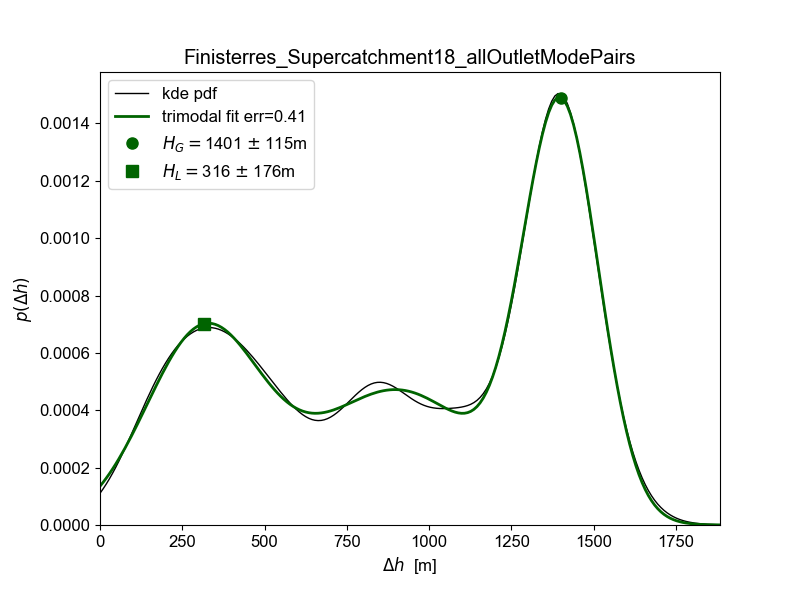 Finisterres_Supercatchment18_allOutletModePairs
kde pdf
trimodal fit err=0.41
H_G = 1401 ± 115m
H_L = 316 ± 176m
p(Δh)
0.0014
0.0012
0.0010
0.0008
0.0006
0.0004
0.0002
0.0000
0 250 500 750 1000 1250 1500 1750
Δh [m]